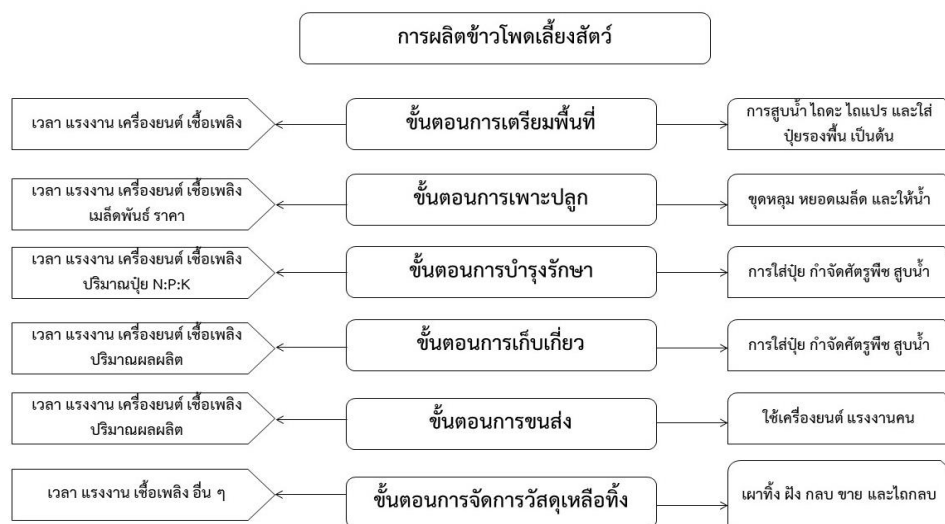 การผลิตข้าวโพดเลี้ยงสัตว์
เวลา แรงงาน เครื่องยนต์ เชื้อเพลิง
ขั้นตอนการเตรียมพื้นที่
การสูบน้ำ ไถดะ ไถแปร และใส่
ปุ๋ยรองพื้น เป็นต้น
เวลา แรงงาน เครื่องยนต์ เชื้อเพลิง
เมล็ดพันธ์ ราคา
ขั้นตอนการเพาะปลูก
ขุดหลุม หยอดเมล็ด และให้น้ำ
เวลา แรงงาน เครื่องยนต์ เชื้อเพลิง
ปริมาณปุ๋ย N:P:K
ขั้นตอนการบำรุงรักษา
การใส่ปุ๋ย กำจัดศัตรูพืช สูบน้ำ
เวลา แรงงาน เครื่องยนต์ เชื้อเพลิง
ปริมาณผลผลิต
ขั้นตอนการเก็บเกี่ยว
การใส่ปุ๋ย กำจัดศัตรูพืช สูบน้ำ
เวลา แรงงาน เครื่องยนต์ เชื้อเพลิง
ปริมาณผลผลิต
ขั้นตอนการขนส่ง
ใช้เครื่องยนต์ แรงงานคน
เวลา แรงงาน เชื้อเพลิง อื่น ๆ
ขั้นตอนการจัดการวัสดุเหลือทิ้ง
เผาทิ้ง ฝัง กลบ ขาย และไถกลบ